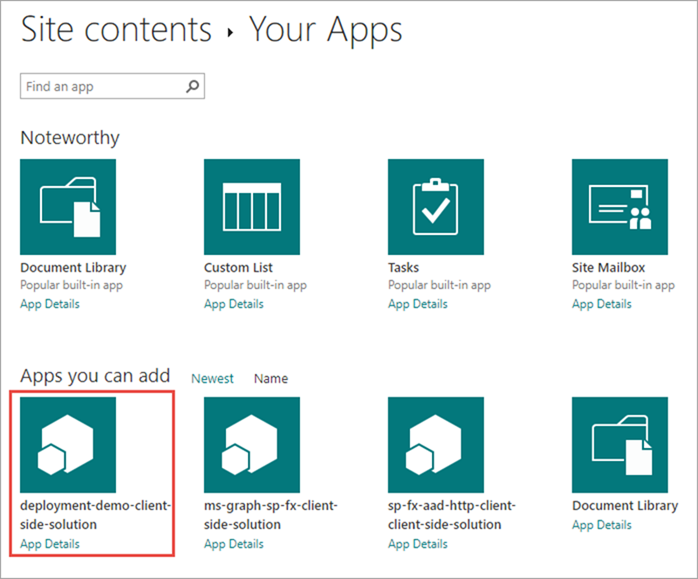 Site contents ▸ Your Apps
Find an app
Noteworthy
Document Library
Popular built-in app
App Details
Custom List
Popular built-in app
App Details
Tasks
Popular built-in app
App Details
Site Mailbox
Popular built-in app
App Details
Apps you can add Newest Name
deployment-demo-client-
side-solution
App Details
ms-graph-sp-fx-client-
side-solution
App Details
sp-fx-aad-http-client-
client-side-solution
App Details
Document Library
App Details